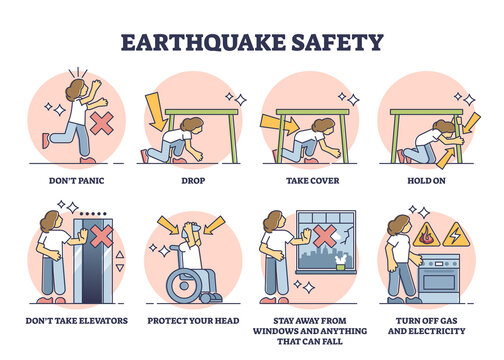 EARTHQUAKE SAFETY
DON'T PANIC
DROP
TAKE COVER
HOLD ON
DON'T TAKE ELEVATORS
PROTECT YOUR HEAD
STAY AWAY FROM
WINDOWS AND ANYTHING
THAT CAN FALL
TURN OFF GAS
AND ELECTRICITY